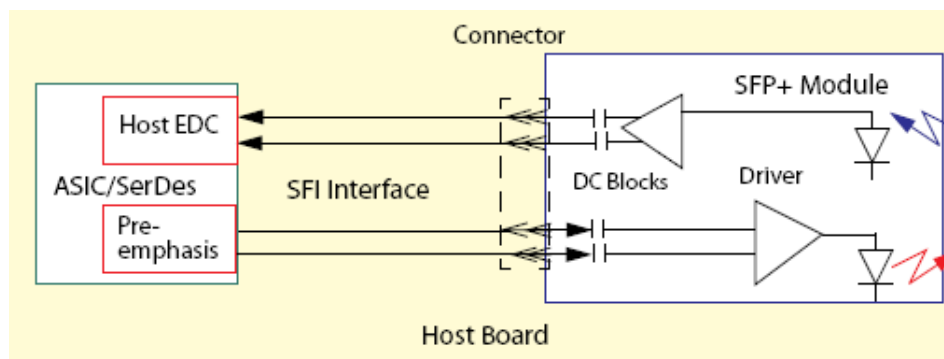 Connector
SFP+ Module
Host EDC
ASIC/SerDes
SFI Interface
DC Blocks
Driver
Pre-
emphasis
Host Board